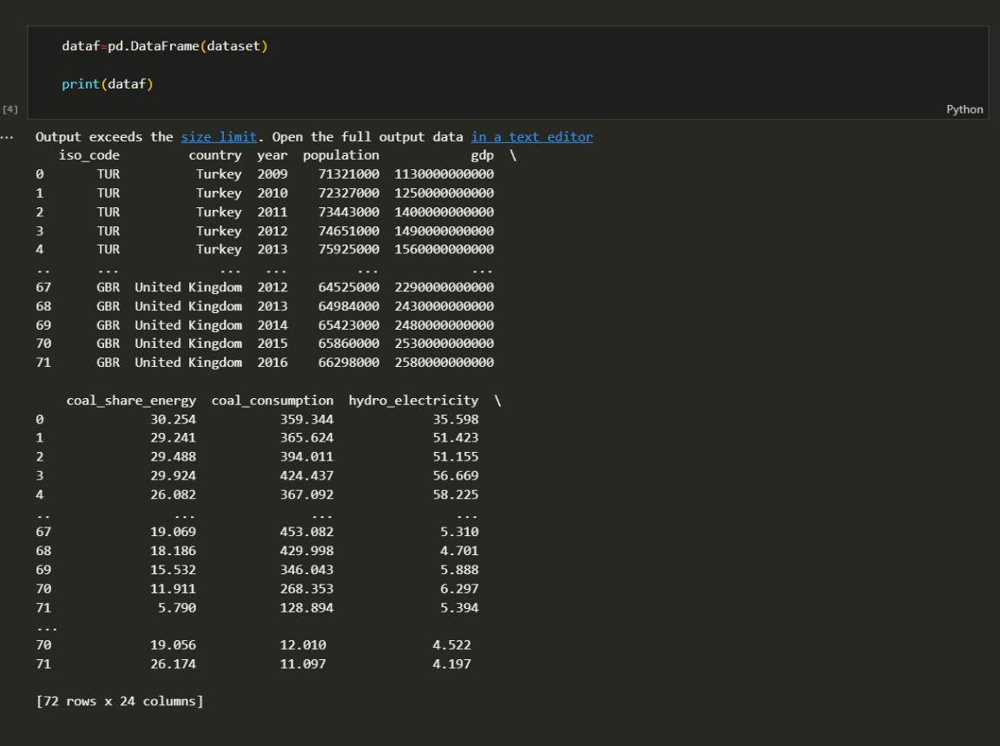 dataf=pd.DataFrame(dataset)
print(dataf)
[4]
Python
... Output exceeds the size limit. Open the full output data in a text editor
iso_code country year population gdp \
0 TUR Turkey 2009 71321000 1130000000000
1 TUR Turkey 2010 72327000 1250000000000
2 TUR Turkey 2011 73443000 1400000000000
3 TUR Turkey 2012 74651000 1490000000000
4 TUR Turkey 2013 75925000 1560000000000
.. ... ... ... ... ...
67 GBR United Kingdom 2012 64525000 2290000000000
68 GBR United Kingdom 2013 64984000 2430000000000
69 GBR United Kingdom 2014 65423000 2480000000000
70 GBR United Kingdom 2015 65860000 2530000000000
71 GBR United Kingdom 2016 66298000 2580000000000
coal_share_energy coal_consumption hydro_electricity \
0 30.254 359.344 35.598
1 29.241 365.624 51.423
2 29.488 394.011 51.155
3 29.924 424.437 56.669
4 26.082 367.092 58.225
.. ... ... ...
67 19.069 453.082 5.310
68 18.186 429.998 4.701
69 15.532 346.043 5.888
70 11.911 268.353 6.297
71 5.790 128.894 5.394
...
70 19.056 12.010 4.522
71 26.174 11.097 4.197
[72 rows x 24 columns]